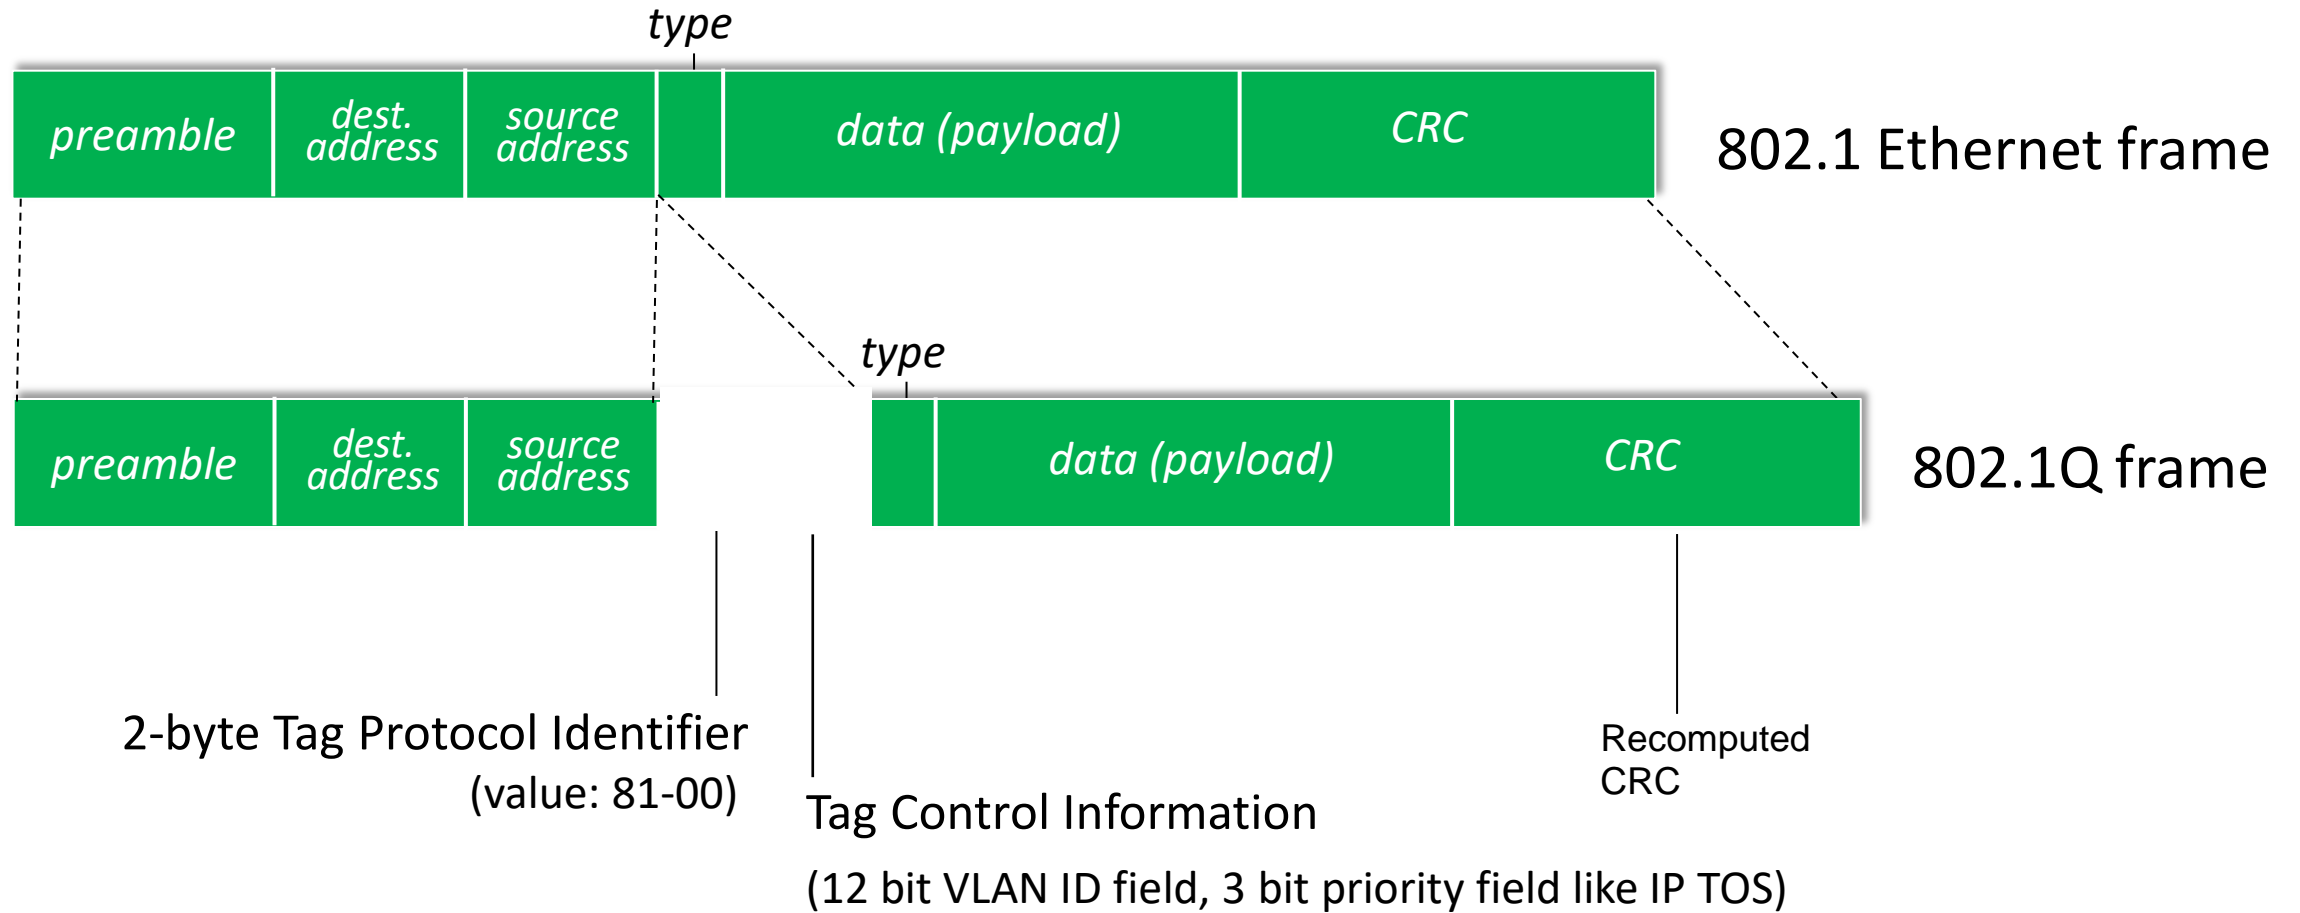 type
preamble
dest.
address
source
address
data (payload)
CRC
802.1 Ethernet frame
type
preamble
dest.
address
source
address
data (payload)
CRC
802.1Q frame
2-byte Tag Protocol Identifier
(value: 81-00)
Recomputed
CRC
Tag Control Information
(12 bit VLAN ID field, 3 bit priority field like IP TOS)